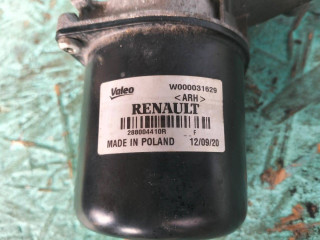 Valeo W000031629
<ARH>
RENAULT
288004410R F
MADE IN POLAND 12/09/20